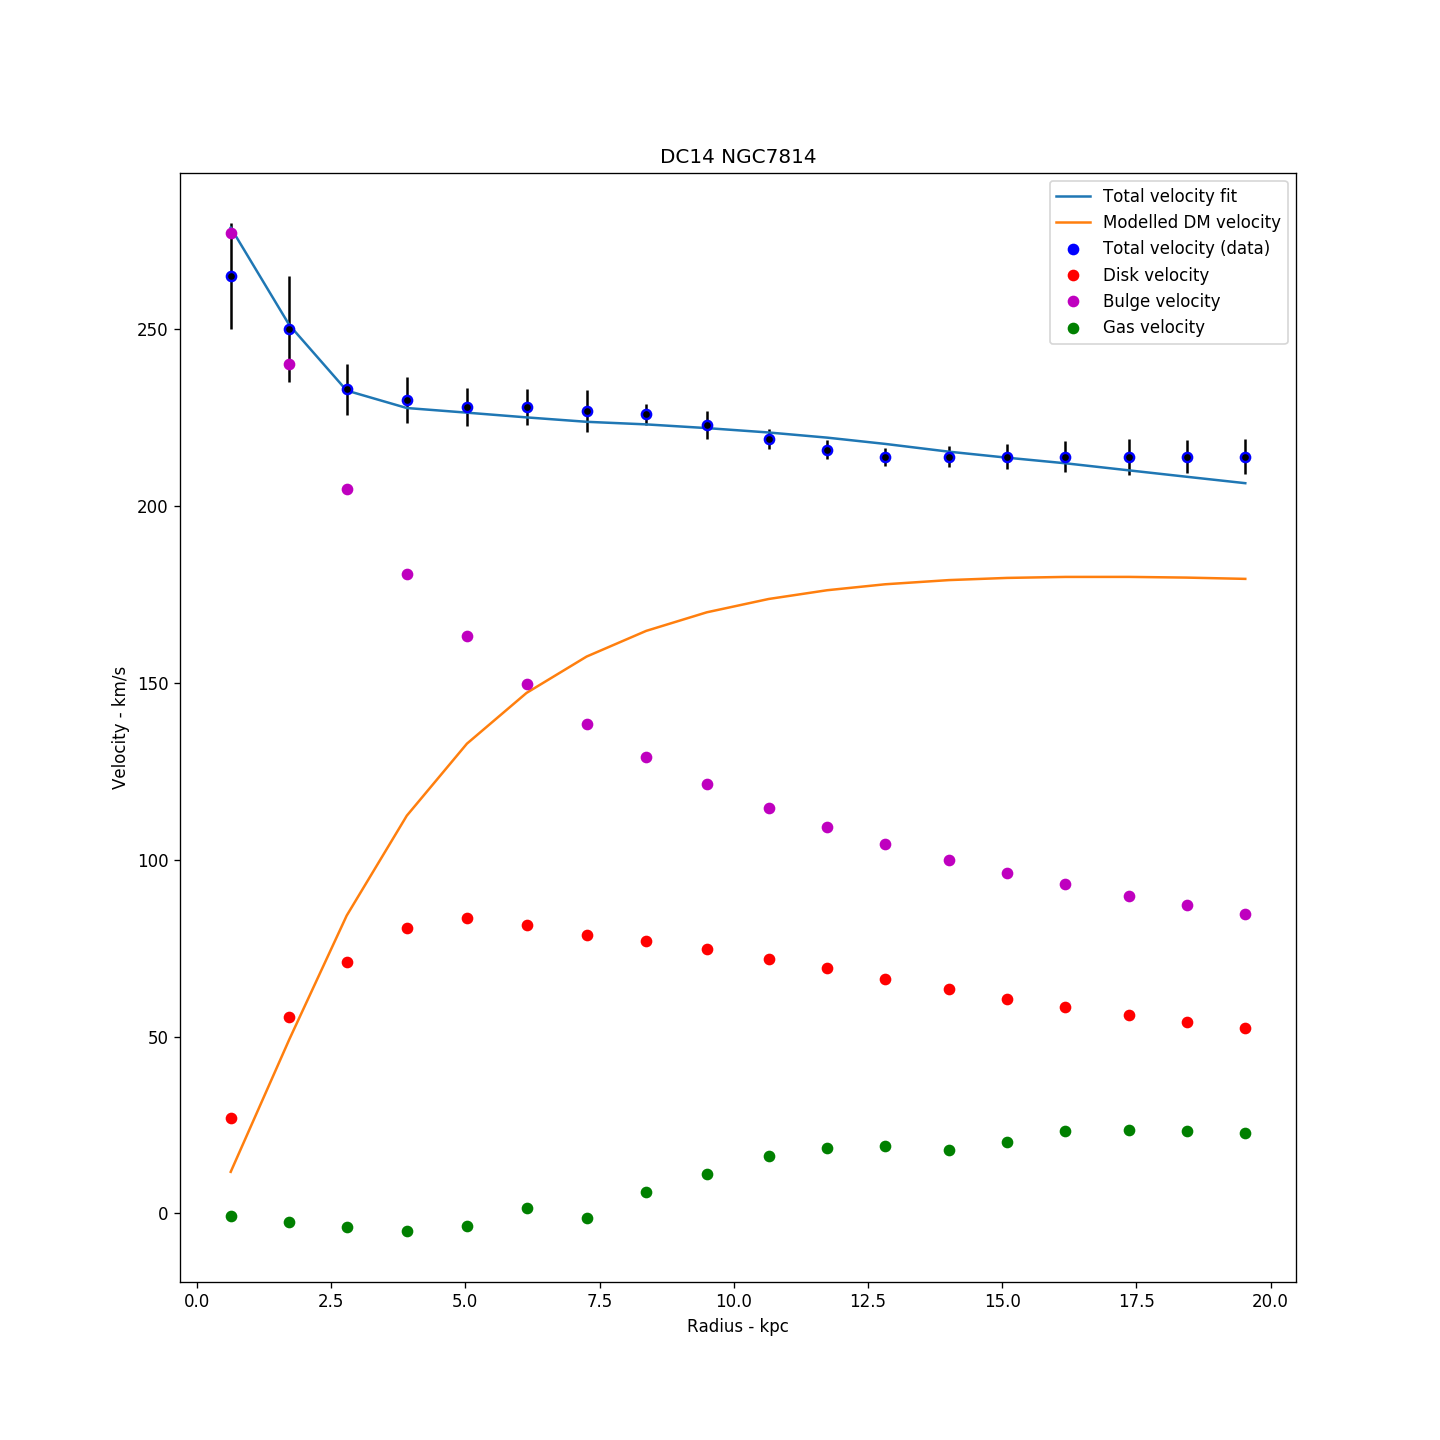 DC14 NGC7814
Total velocity fit
Modelled DM velocity
Total velocity (data)
Disk velocity
Bulge velocity
Gas velocity
250
200
150
100
50
0
Velocity - km/s
0.0 2.5 5.0 7.5 10.0 12.5 15.0 17.5 20.0
Radius - kpc